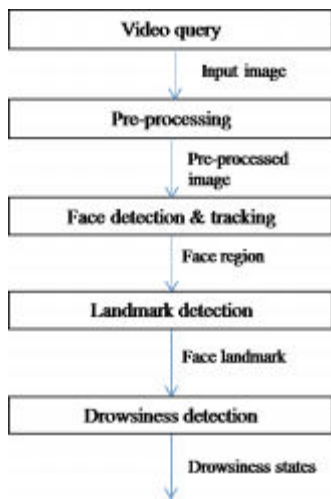 Video query
Input image
Pre-processing
Pre-processed
image
Face detection & tracking
Face region
Landmark detection
Face landmark
Drowsiness detection
Drowsiness states